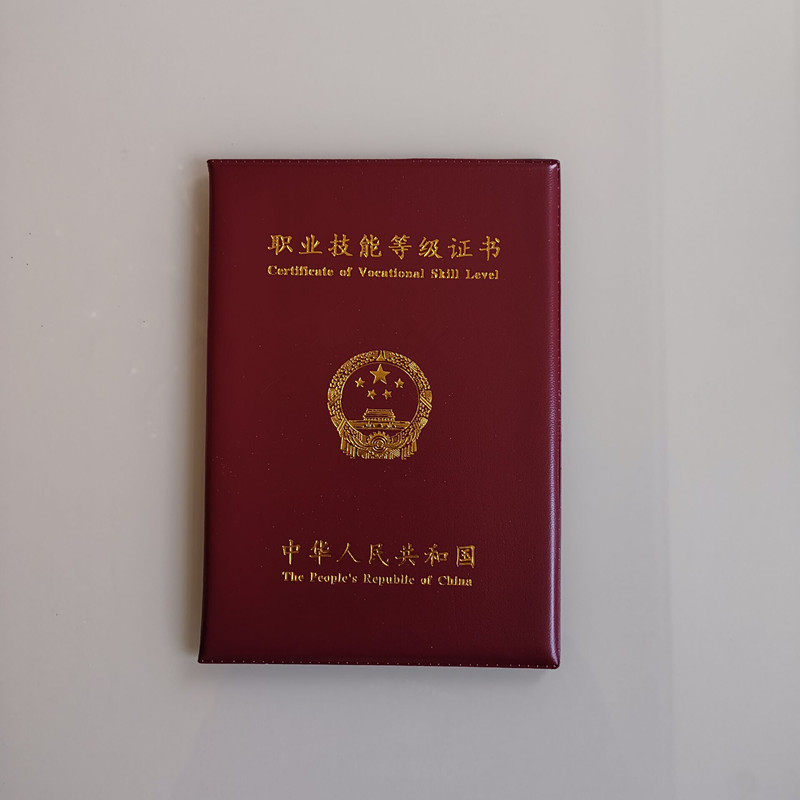 职业技能等级证书
Certificate of Vocational Skill Level
中华人民共和国
The People's Republic of China